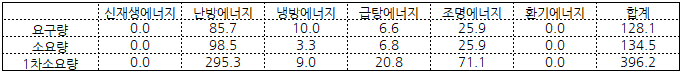 신재생에너지 난방에너지 냉방에너지 급탕에너지 조명에너지 환기에너지 합계
요구량 0.0 85.7 10.0 6.6 25.9 0.0 128.1
소요량 0.0 98.5 3.3 6.8 25.9 0.0 134.5
1차소요량 0.0 295.3 9.0 20.8 71.1 0.0 396.2